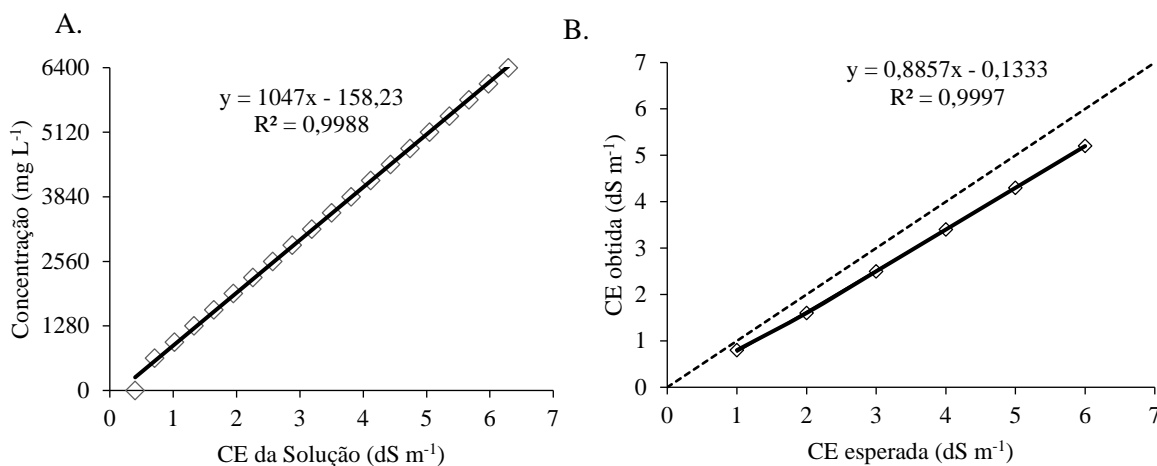 A.
6400
5120
3840
2560
1280
0
Concentração (mg L⁻¹)
y = 1047x - 158,23
R² = 0,9988
0 1 2 3 4 5 6 7
CE da Solução (dS m⁻¹)
B.
7
6
5
4
3
2
1
0
CE obtida (dS m⁻¹)
y = 0,8857x - 0,1333
R² = 0,9997
0 1 2 3 4 5 6 7
CE esperada (dS m⁻¹)